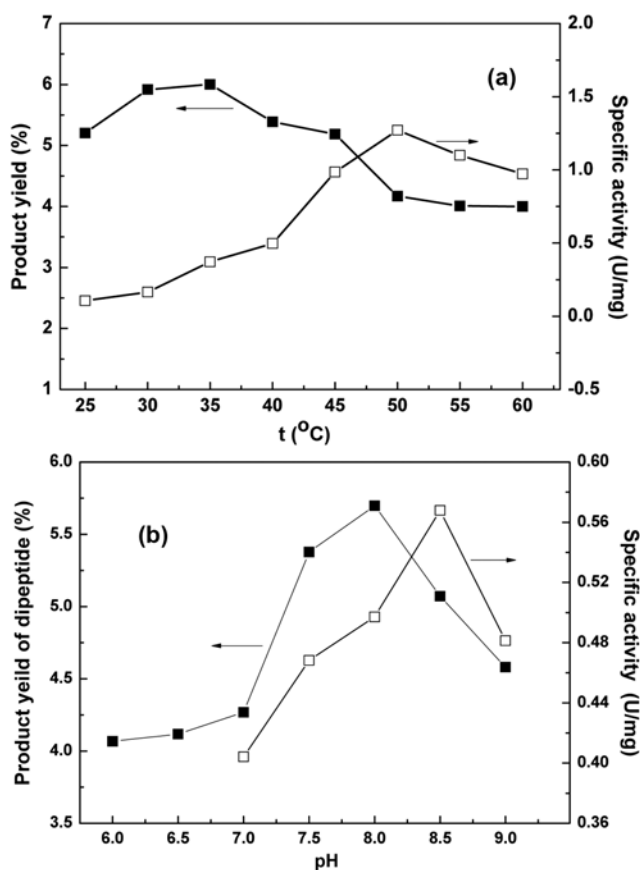 7
6
5
4
3
2
1
Product yield (%)
(a)
2.0
1.5
1.0
0.5
0.0
-0.5
Specific activity (U/mg)
25 30 35 40 45 50 55 60
t (°C)
6.0
5.5
5.0
4.5
4.0
3.5
Product yeild of dipeptide (%)
(b)
0.60
0.56
0.52
0.48
0.44
0.40
0.36
Specific activity (U/mg)
6.0 6.5 7.0 7.5 8.0 8.5 9.0
pH